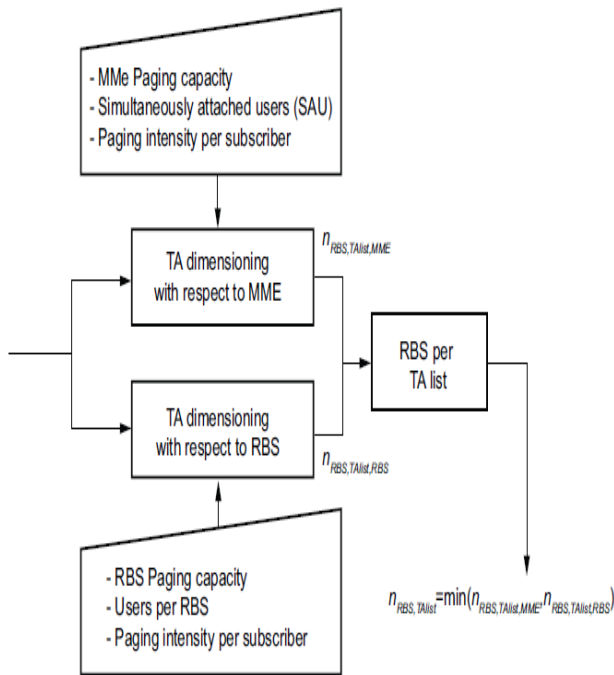 - MMe Paging capacity
- Simultaneously attached users (SAU)
- Paging intensity per subscriber
n_RBS,TAlist,MME
TA dimensioning
with respect to MME
RBS per
TA list
TA dimensioning
with respect to RBS
n_RBS,TAlist,RBS
- RBS Paging capacity
- Users per RBS
- Paging intensity per subscriber
n_RBS,TAlist=min(n_RBS,TAlist,MME,n_RBS,TAlist,RBS)